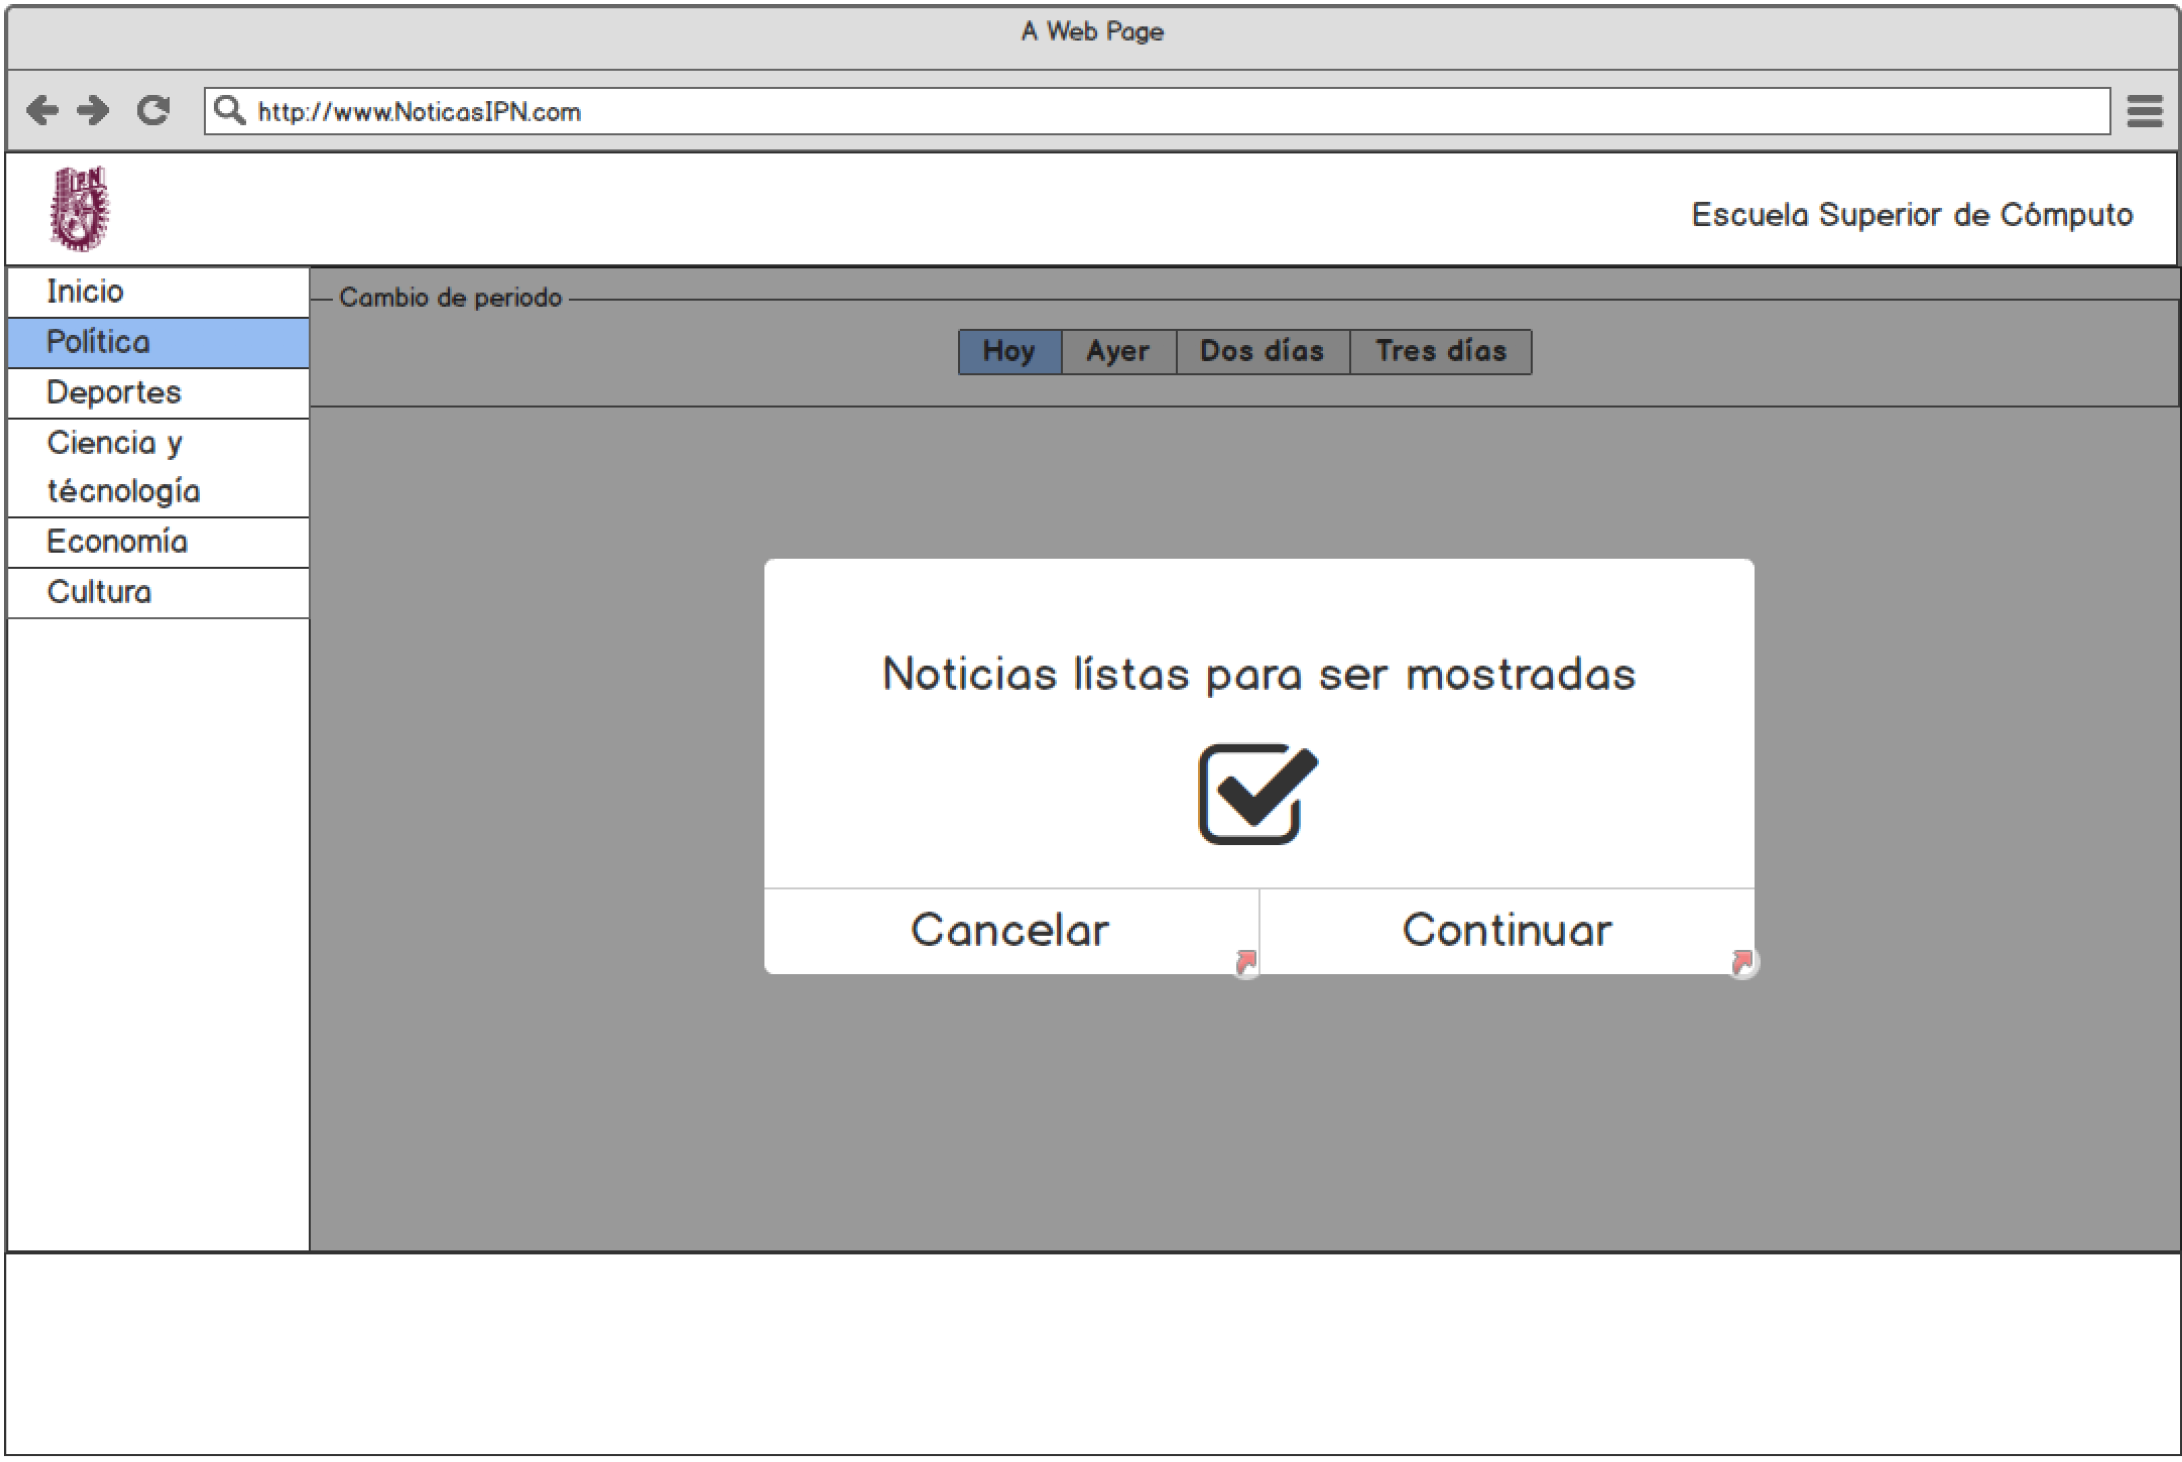 A Web Page
http://www.NoticasIPN.com
IPN
Escuela Superior de Cómputo
Inicio
Política
Deportes
Ciencia y
técnología
Economía
Cultura
Cambio de periodo
Hoy Ayer Dos días Tres días
Noticias lístas para ser mostradas
Cancelar Continuar